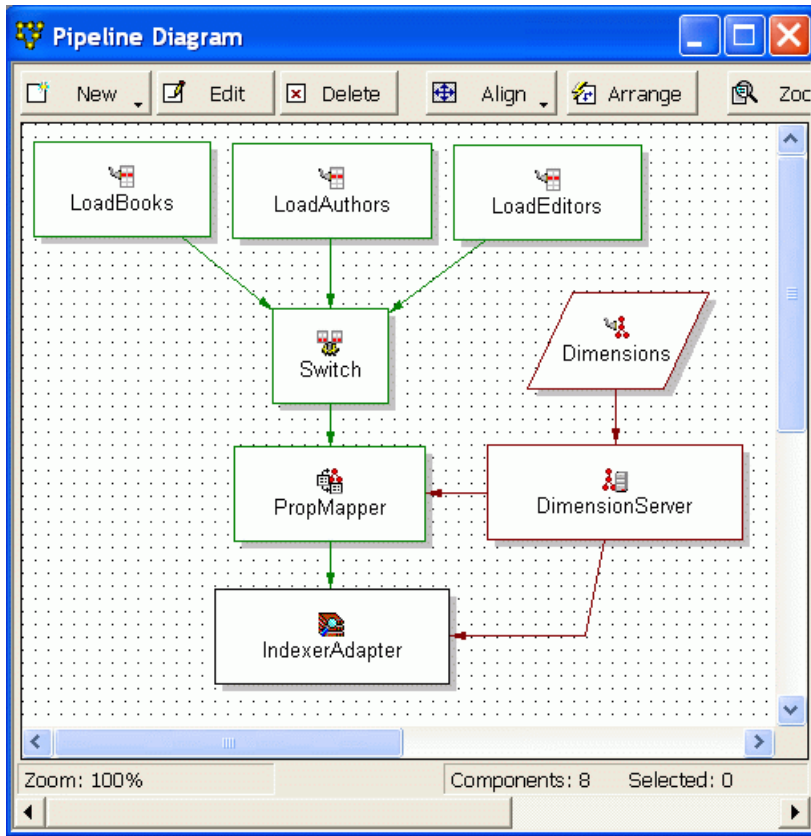 Pipeline Diagram
New Edit Delete Align Arrange Zoo
LoadBooks LoadAuthors LoadEditors
Switch Dimensions
PropMapper DimensionServer
IndexerAdapter
Zoom: 100% Components: 8 Selected: 0